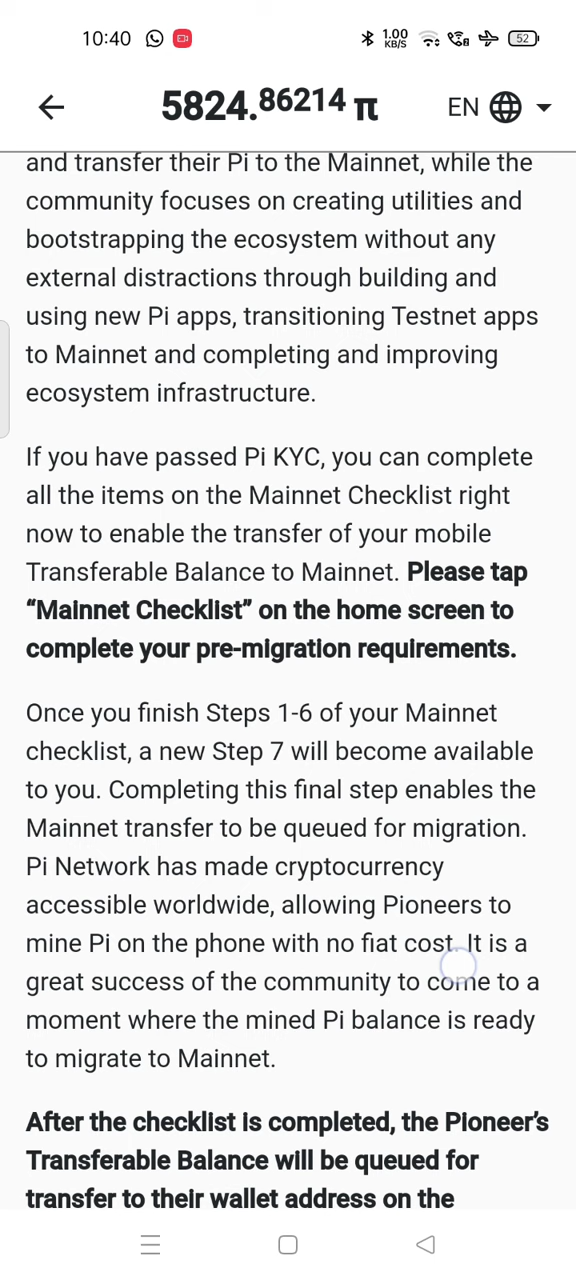 10:40 1.00 KB/S 52
5824.86214 π EN
and transfer their Pi to the Mainnet, while the
community focuses on creating utilities and
bootstrapping the ecosystem without any
external distractions through building and
using new Pi apps, transitioning Testnet apps
to Mainnet and completing and improving
ecosystem infrastructure.
If you have passed Pi KYC, you can complete
all the items on the Mainnet Checklist right
now to enable the transfer of your mobile
Transferable Balance to Mainnet. Please tap
“Mainnet Checklist” on the home screen to
complete your pre-migration requirements.
Once you finish Steps 1-6 of your Mainnet
checklist, a new Step 7 will become available
to you. Completing this final step enables the
Mainnet transfer to be queued for migration.
Pi Network has made cryptocurrency
accessible worldwide, allowing Pioneers to
mine Pi on the phone with no fiat cost. It is a
great success of the community to come to a
moment where the mined Pi balance is ready
to migrate to Mainnet.
After the checklist is completed, the Pioneer’s
Transferable Balance will be queued for
transfer to their wallet address on the